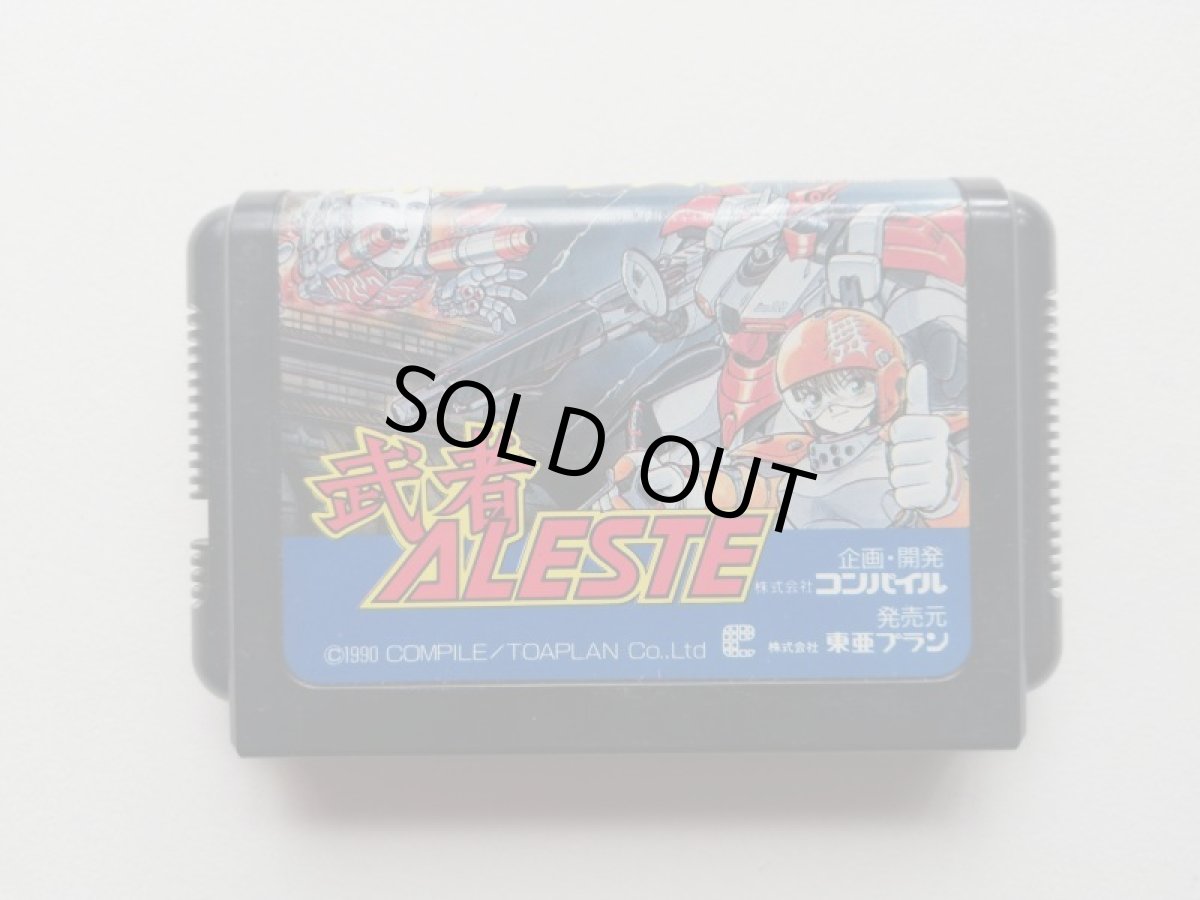 舞
SOLD OUT
武者
ALESTE
企画・開発
株式会社 コンパイル
発売元
株式会社 東亜プラン
©1990 COMPILE/TOAPLAN Co.,Ltd